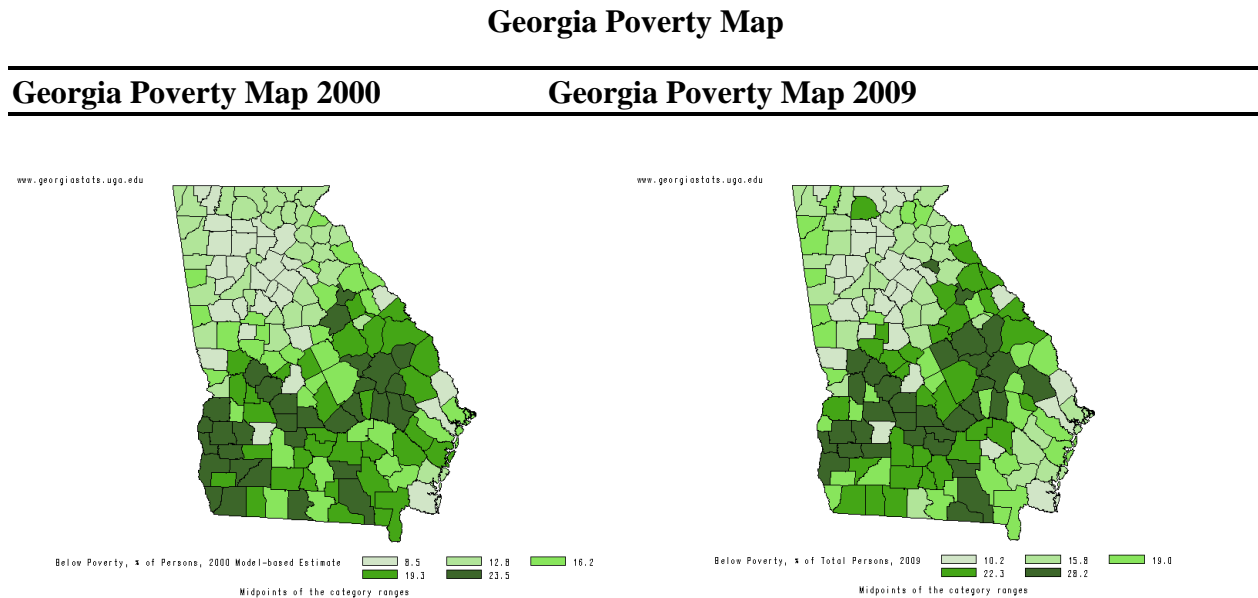 Georgia Poverty Map
Georgia Poverty Map 2000
Georgia Poverty Map 2009
www.georgiastats.uga.edu
www.georgiastats.uga.edu
Below Poverty, % of Persons, 2000 Model-based Estimate 8.5 12.8 16.2
19.3 23.5
Midpoints of the category ranges
Below Poverty, % of Total Persons, 2009 10.2 15.8 19.0
22.3 28.2
Midpoints of the category ranges